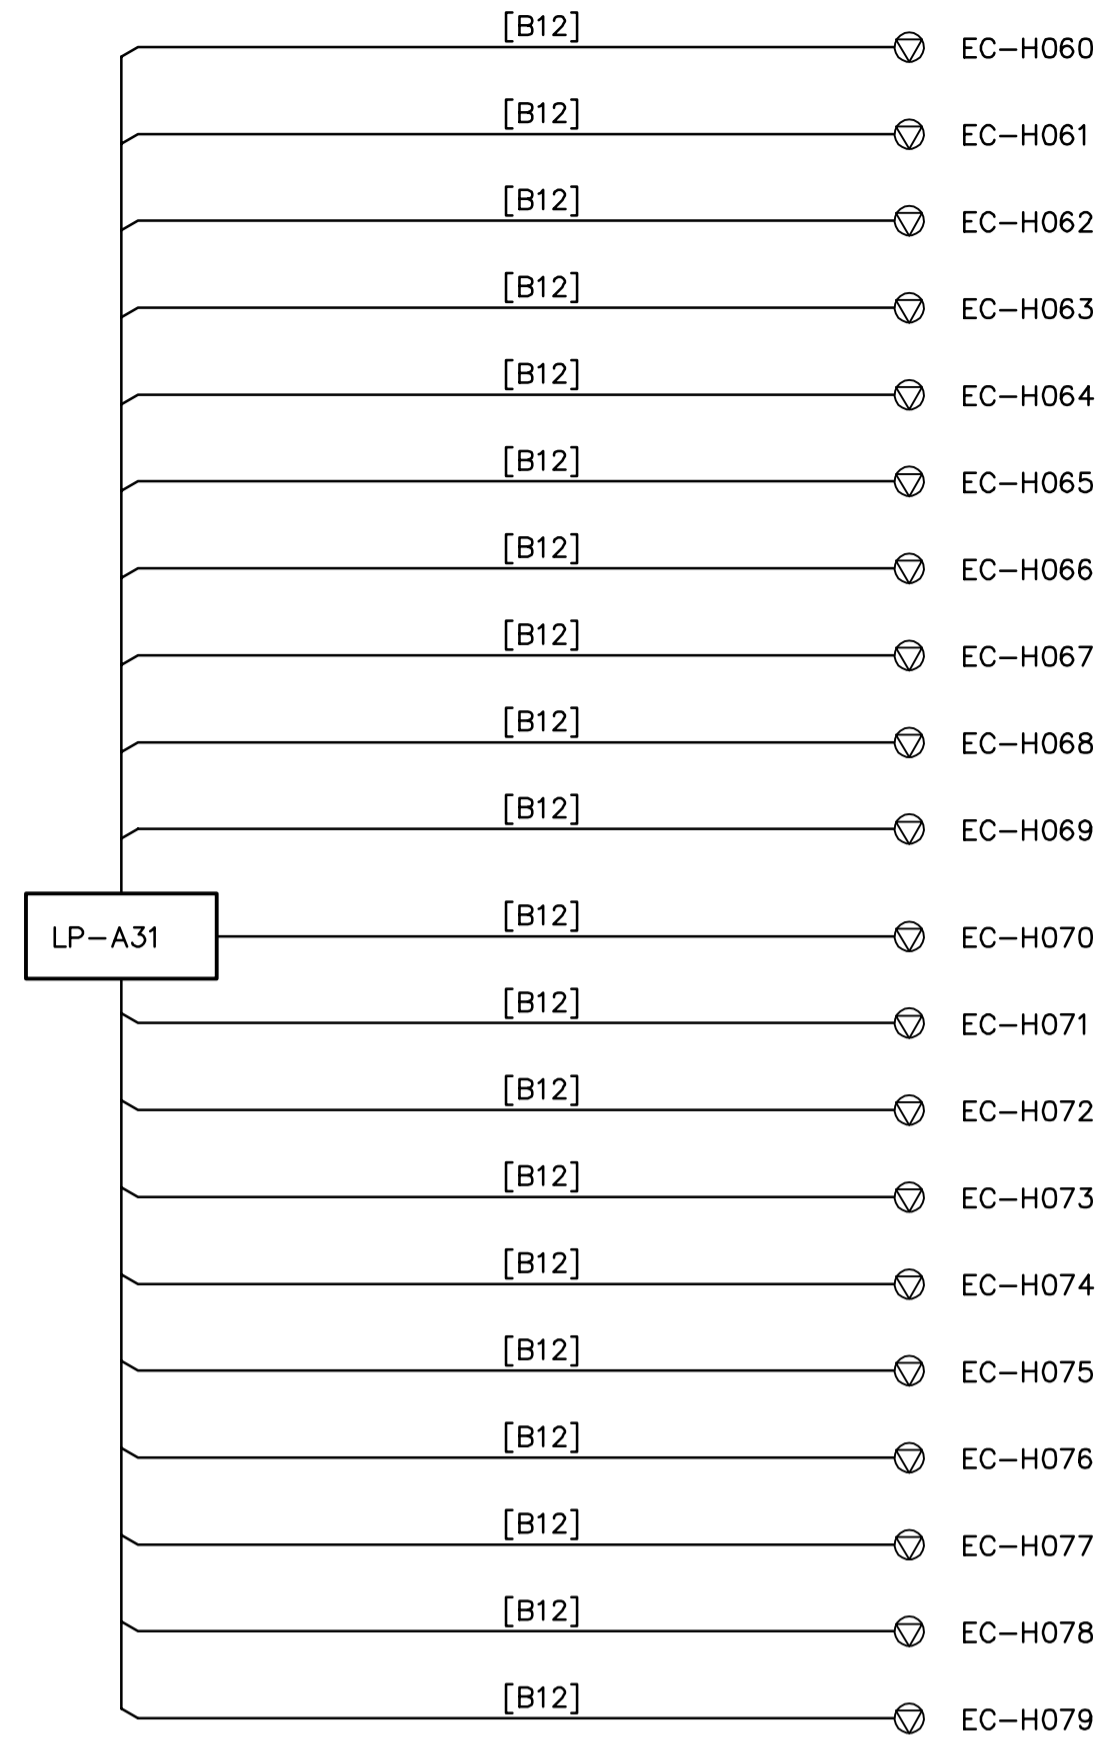 [B12]
EC-H060
[B12]
EC-H061
[B12]
EC-H062
[B12]
EC-H063
[B12]
EC-H064
[B12]
EC-H065
[B12]
EC-H066
[B12]
EC-H067
[B12]
EC-H068
[B12]
EC-H069
[B12]
LP-A31
EC-H070
[B12]
EC-H071
[B12]
EC-H072
[B12]
EC-H073
[B12]
EC-H074
[B12]
EC-H075
[B12]
EC-H076
[B12]
EC-H077
[B12]
EC-H078
[B12]
EC-H079